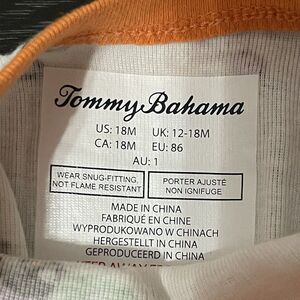 Tommy Bahama
US: 18M UK: 12-18M
CA: 18M EU: 86
AU: 1
WEAR SNUG-FITTING, NOT FLAME RESISTANT
PORTER AJUSTÉ NON IGNIFUGE
MADE IN CHINA
FABRIQUÉ EN CHINE
WYPRODUKOWANO W CHINACH
HERGESTELLT IN CHINA
GEPRODUCEERD IN CHINA
AWAY